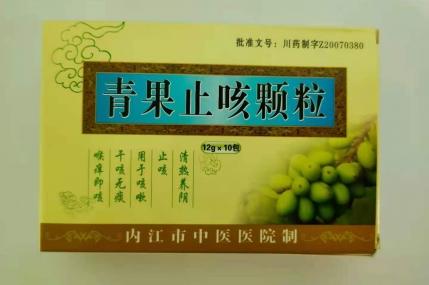 批准文号：川药制字Z20070380
青果止咳颗粒
12g×10包
清热养阴
止咳
用于咳嗽
干咳无痰
喉痒即咳
内江市中医医院制